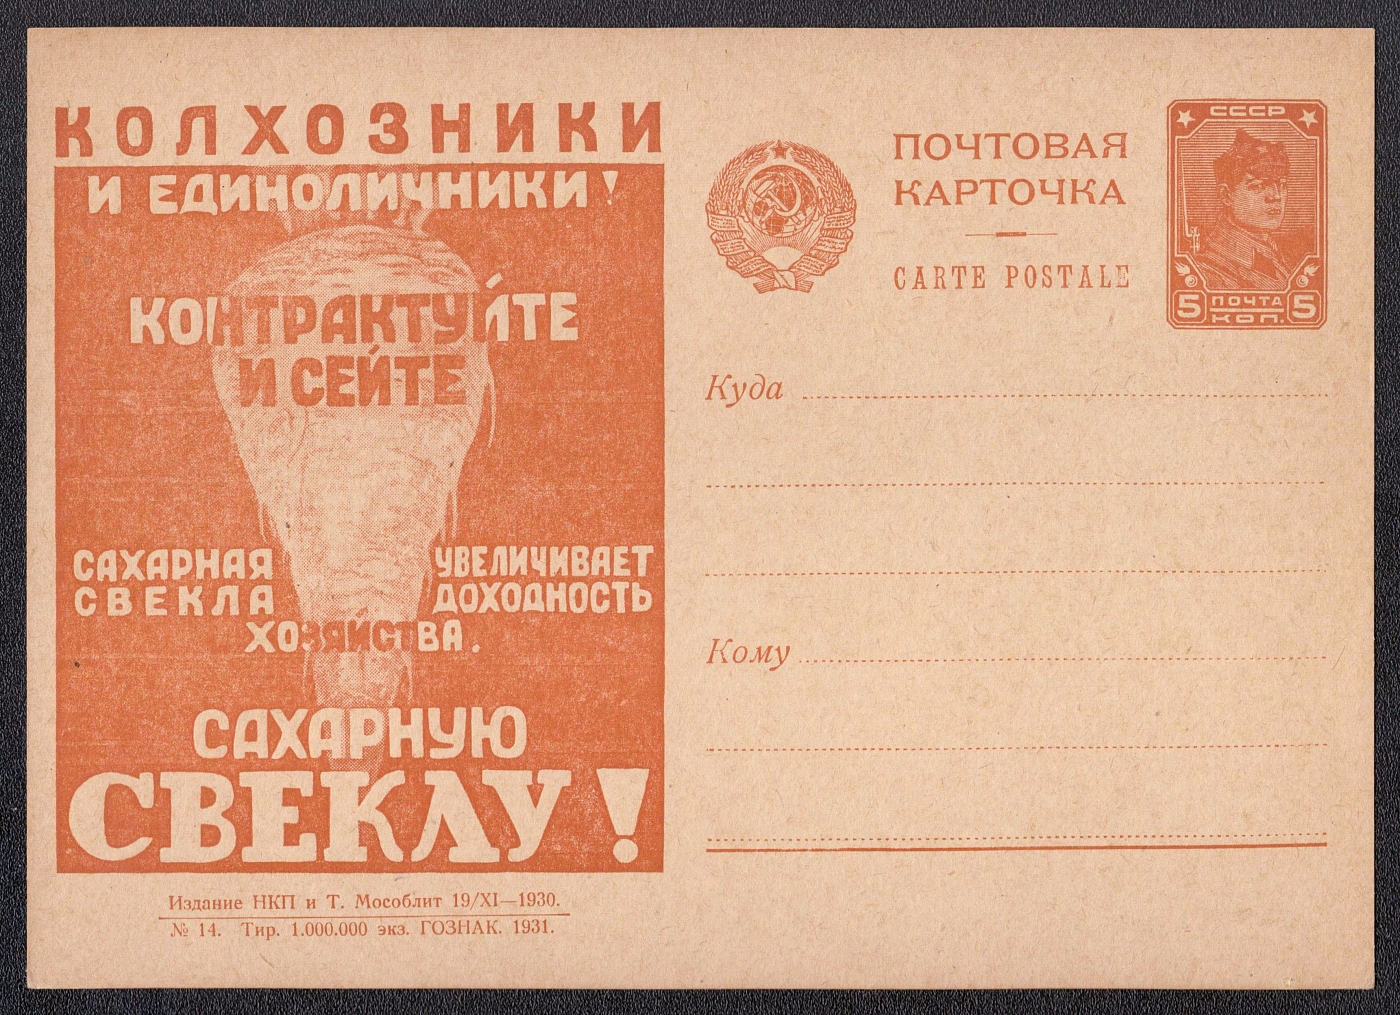 КОЛХОЗНИКИ
И ЕДИНОЛИЧНИКИ!
КОНТРАКТУЙТЕ
И СЕЙТЕ
САХАРНАЯ
СВЕКЛА
УВЕЛИЧИВАЕТ
ДОХОДНОСТЬ
ХОЗЯЙСТВА.
САХАРНУЮ
СВЕКЛУ!
Издание НКП и Т. Мособлит 19/XI—1930.
№ 14. Тир. 1.000.000 экз. ГОЗНАК. 1931.
ПОЧТОВАЯ
КАРТОЧКА
CARTE POSTALE
СССР
5 ПОЧТА 5
КОП.
Куда
Кому